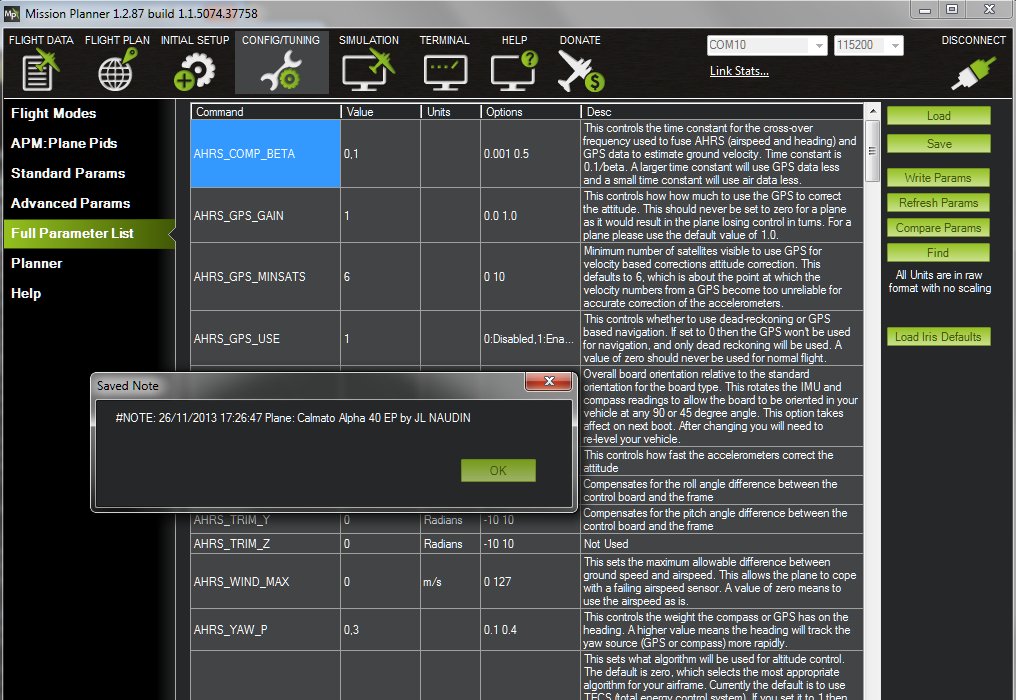 Mission Planner 1.2.87 build 1.1.5074.37758
FLIGHT DATA FLIGHT PLAN INITIAL SETUP CONFIG/TUNING SIMULATION TERMINAL HELP DONATE
COM10 115200 DISCONNECT
Link Stats...
Flight Modes
APM:Plane Pids
Standard Params
Advanced Params
Full Parameter List
Planner
Help
Command Value Units Options Desc
AHRS_COMP_BETA 0,1 0.001 0.5
This controls the time constant for the cross-over
frequency used to fuse AHRS (airspeed and heading) and
GPS data to estimate ground velocity. Time constant is
0.1/beta. A larger time constant will use GPS data less
and a small time constant will use air data less.
AHRS_GPS_GAIN 1 0.0 1.0
This controls how how much to use the GPS to correct
the attitude. This should never be set to zero for a plane
as it would result in the plane losing control in turns. For a
plane please use the default value of 1.0.
AHRS_GPS_MINSATS 6 0 10
Minimum number of satellites visible to use GPS for
velocity based corrections attitude correction. This
defaults to 6, which is about the point at which the
velocity numbers from a GPS become too unreliable for
accurate correction of the accelerometers.
AHRS_GPS_USE 1 0:Disabled,1:Ena...
This controls whether to use dead-reckoning or GPS
based navigation. If set to 0 then the GPS won't be used
for navigation, and only dead reckoning will be used. A
value of zero should never be used for normal flight.
Overall board orientation relative to the standard
orientation for the board type. This rotates the IMU and
compass readings to allow the board to be oriented in your
vehicle at any 90 or 45 degree angle. This option takes
affect on next boot. After changing you will need to
re-level your vehicle.
This controls how fast the accelerometers correct the
attitude
Compensates for the roll angle difference between the
control board and the frame
AHRS_TRIM_Y 0 Radians -10 10
Compensates for the pitch angle difference between the
control board and the frame
AHRS_TRIM_Z 0 Radians -10 10 Not Used
AHRS_WIND_MAX 0 m/s 0 127
This sets the maximum allowable difference between
ground speed and airspeed. This allows the plane to cope
with a failing airspeed sensor. A value of zero means to
use the airspeed as is.
AHRS_YAW_P 0,3 0.1 0.4
This controls the weight the compass or GPS has on the
heading. A higher value means the heading will track the
yaw source (GPS or compass) more rapidly.
This sets what algorithm will be used for altitude control.
The default is zero, which selects the most appropriate
algorithm for your airframe. Currently the default is to use
TECS (total energy control system). If you set it to 1 then
Saved Note
#NOTE: 26/11/2013 17:26:47 Plane: Calmato Alpha 40 EP by JL NAUDIN
OK
Load
Save
Write Params
Refresh Params
Compare Params
Find
All Units are in raw
format with no scaling
Load Iris Defaults